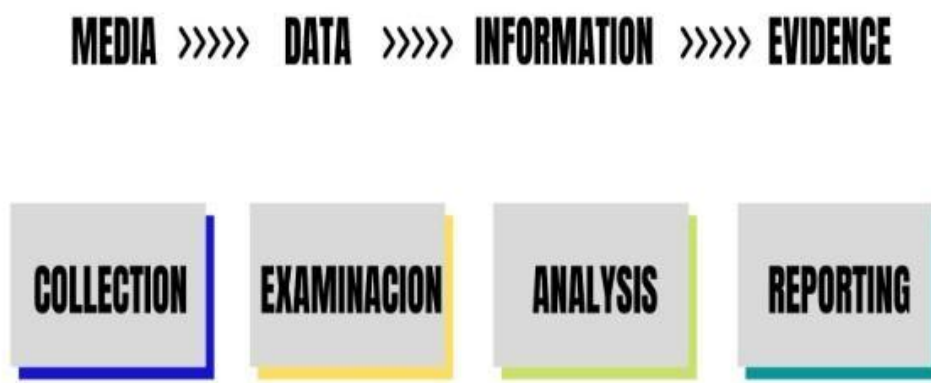 MEDIA >>>>> DATA >>>>> INFORMATION >>>>> EVIDENCE
COLLECTION EXAMINACION ANALYSIS REPORTING